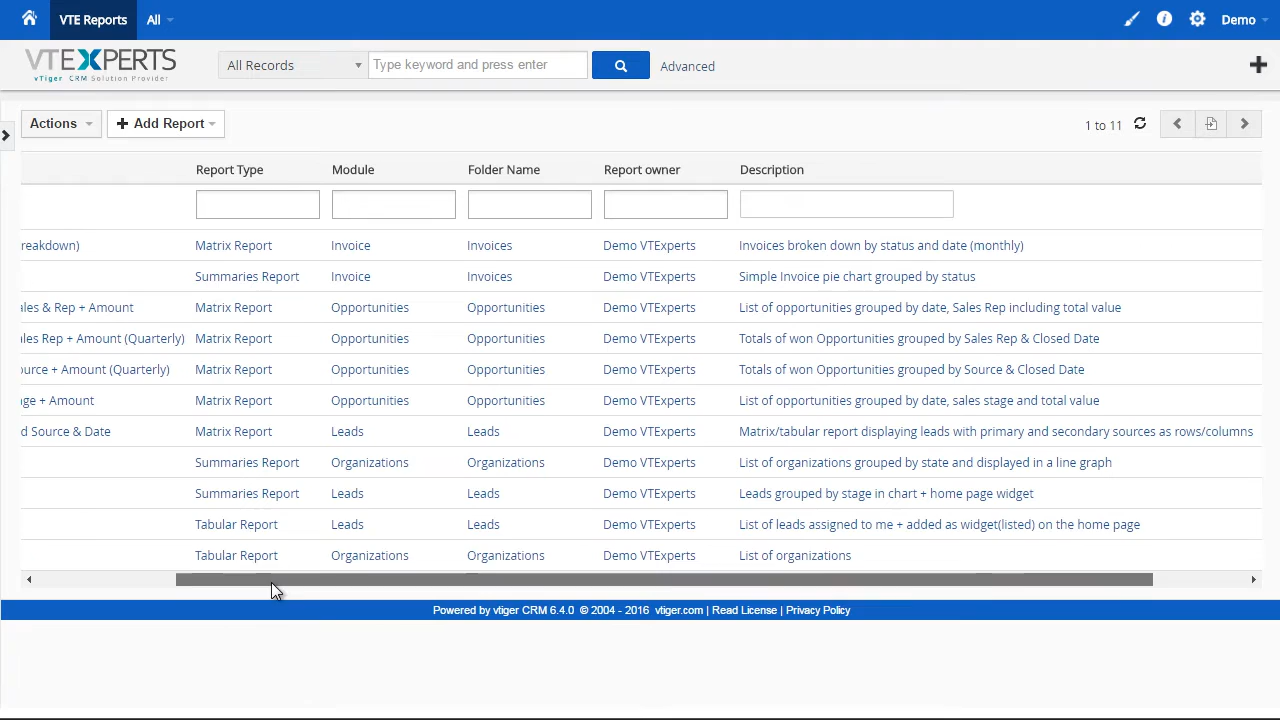 VTE Reports All Demo
VTEXPERTS
vTiger CRM Solution Provider
All Records Type keyword and press enter Advanced
Actions Add Report 1 to 11
Report Type Module Folder Name Report owner Description
reakdown) Matrix Report Invoice Invoices Demo VTExperts Invoices broken down by status and date (monthly)
Summaries Report Invoice Invoices Demo VTExperts Simple Invoice pie chart grouped by status
ales & Rep + Amount Matrix Report Opportunities Opportunities Demo VTExperts List of opportunities grouped by date, Sales Rep including total value
ales Rep + Amount (Quarterly) Matrix Report Opportunities Opportunities Demo VTExperts Totals of won Opportunities grouped by Sales Rep & Closed Date
ource + Amount (Quarterly) Matrix Report Opportunities Opportunities Demo VTExperts Totals of won Opportunities grouped by Source & Closed Date
ge + Amount Matrix Report Opportunities Opportunities Demo VTExperts List of opportunities grouped by date, sales stage and total value
d Source & Date Matrix Report Leads Leads Demo VTExperts Matrix/tabular report displaying leads with primary and secondary sources as rows/columns
Summaries Report Organizations Organizations Demo VTExperts List of organizations grouped by state and displayed in a line graph
Summaries Report Leads Leads Demo VTExperts Leads grouped by stage in chart + home page widget
Tabular Report Leads Leads Demo VTExperts List of leads assigned to me + added as widget(listed) on the home page
Tabular Report Organizations Organizations Demo VTExperts List of organizations
Powered by vtiger CRM 6.4.0 © 2004 - 2016 vtiger.com | Read License | Privacy Policy